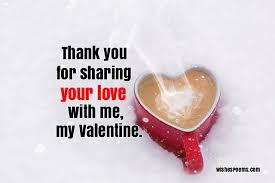 Thank you
for sharing
your love
with me,
my Valentine.
wishespoems.com